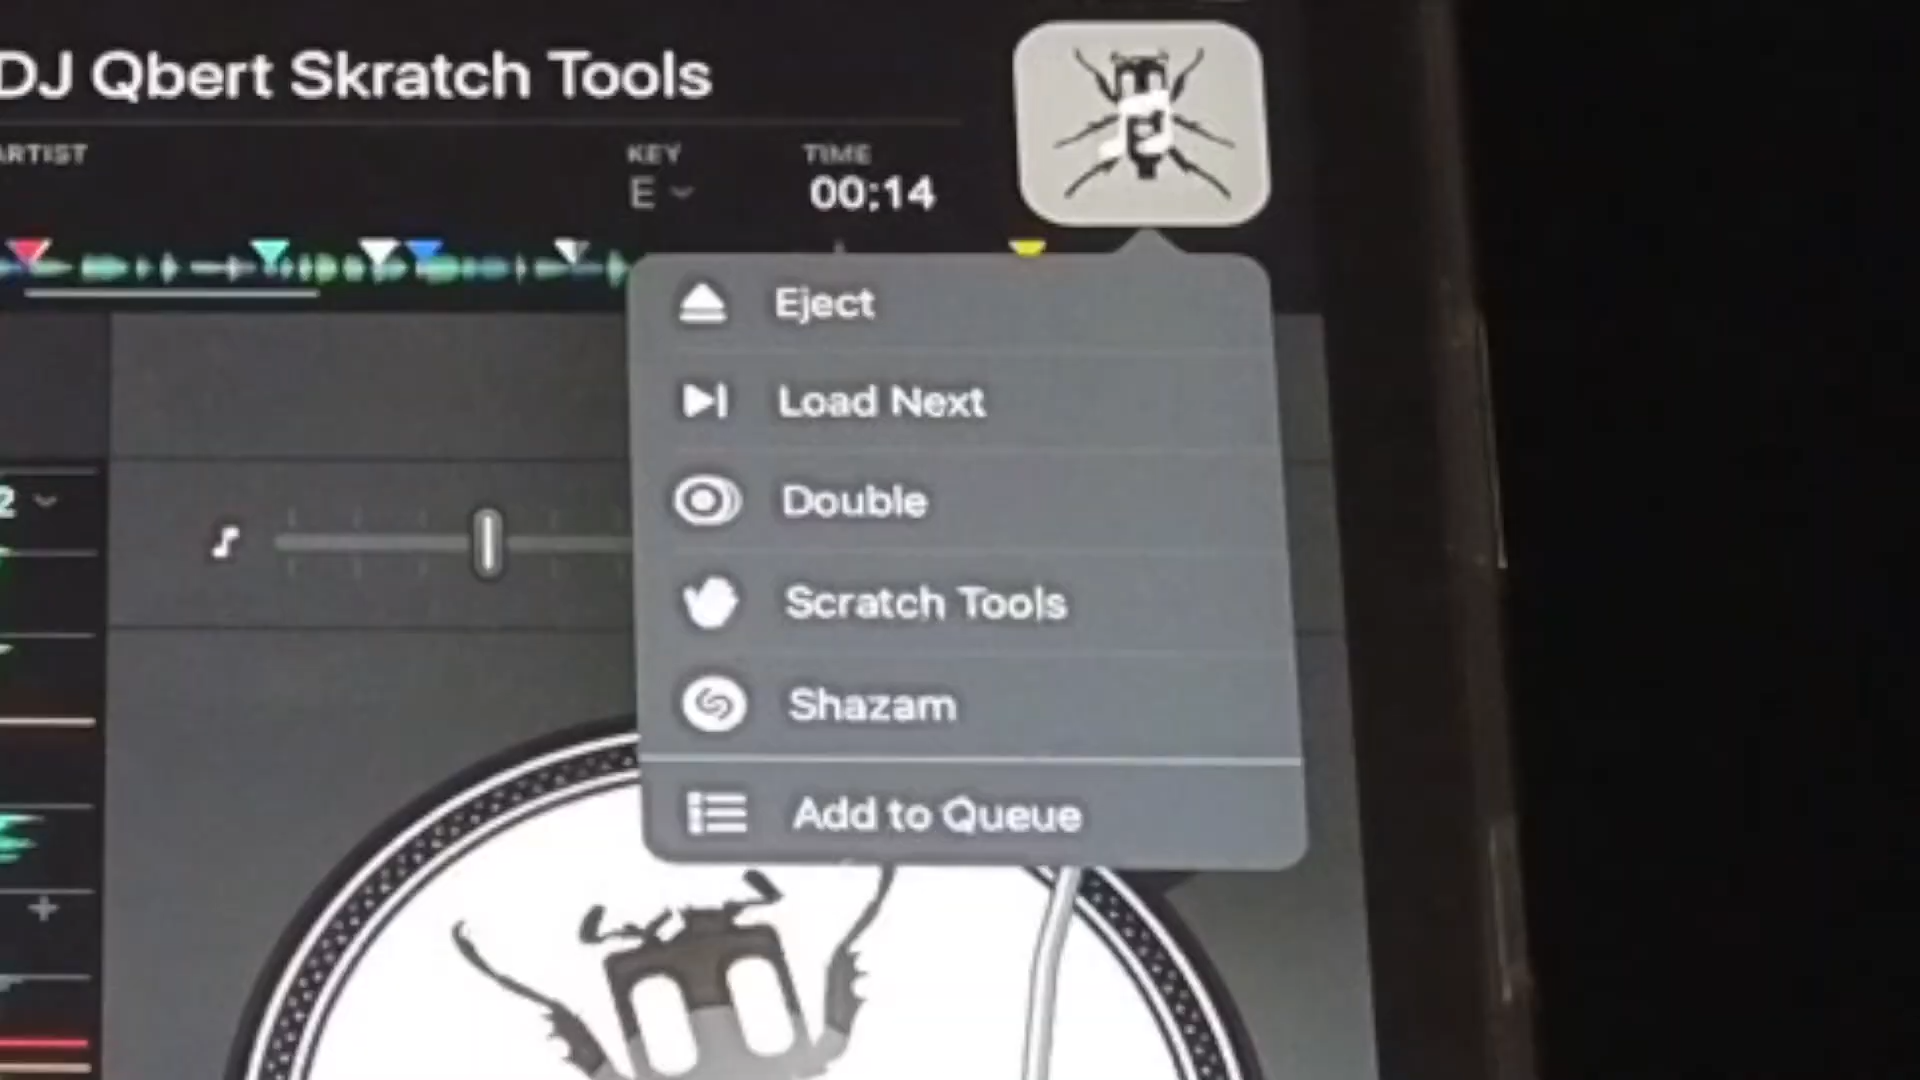 DJ Qbert Skratch Tools
ARTIST
KEY
TIME
E
00:14
Eject
Load Next
2
Double
Scratch Tools
Shazam
Add to Queue